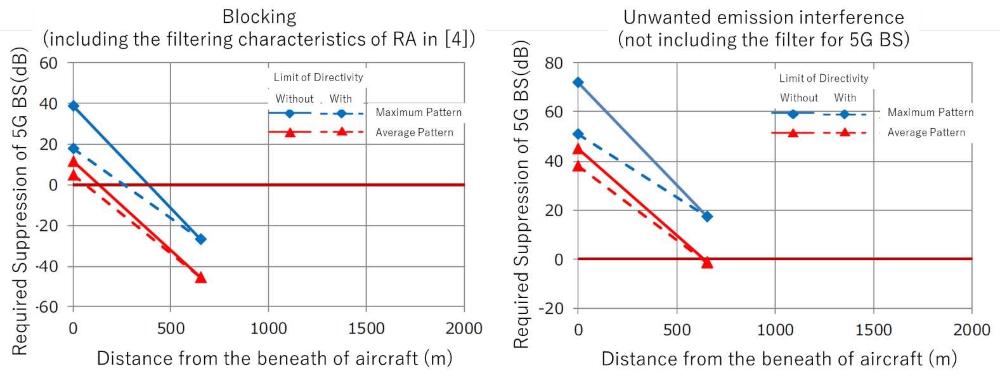 Blocking
(including the filtering characteristics of RA in [4])
Required Suppression of 5G BS(dB)
60
40
20
0
-20
-40
-60
0 500 1000 1500 2000
Distance from the beneath of aircraft (m)
Limit of Directivity
Without With
Maximum Pattern
Average Pattern
Unwanted emission interference
(not including the filter for 5G BS)
Required Suppression of 5G BS(dB)
80
60
40
20
0
-20
0 500 1000 1500 2000
Distance from the beneath of aircraft (m)
Limit of Directivity
Without With
Maximum Pattern
Average Pattern